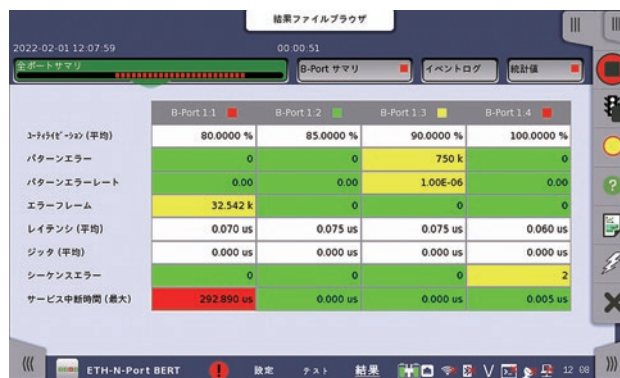 結果ファイルブラウザ
2022-02-01 12:07:59 00:00:51
全ポートサマリ B-Port サマリ イベントログ 統計値
B-Port 1:1 B-Port 1:2 B-Port 1:3 B-Port 1:4
ﾕｰﾃｨﾗｲｾﾞｰｼｮﾝ (平均) 80.0000 % 85.0000 % 90.0000 % 100.0000 %
パターンエラー 0 0 750 k 0
パターンエラーレート 0.00 0.00 1.00E-06 0.00
エラーフレーム 32.542 k 0 0 0
レイテンシ (平均) 0.070 us 0.075 us 0.075 us 0.060 us
ジッタ (平均) 0.000 us 0.000 us 0.000 us 0.000 us
シーケンスエラー 0 0 0 2
サービス中断時間 (最大) 292.890 us 0.000 us 0.000 us 0.005 us
ETH-N-Port BERT 設定 テスト 結果 12 08